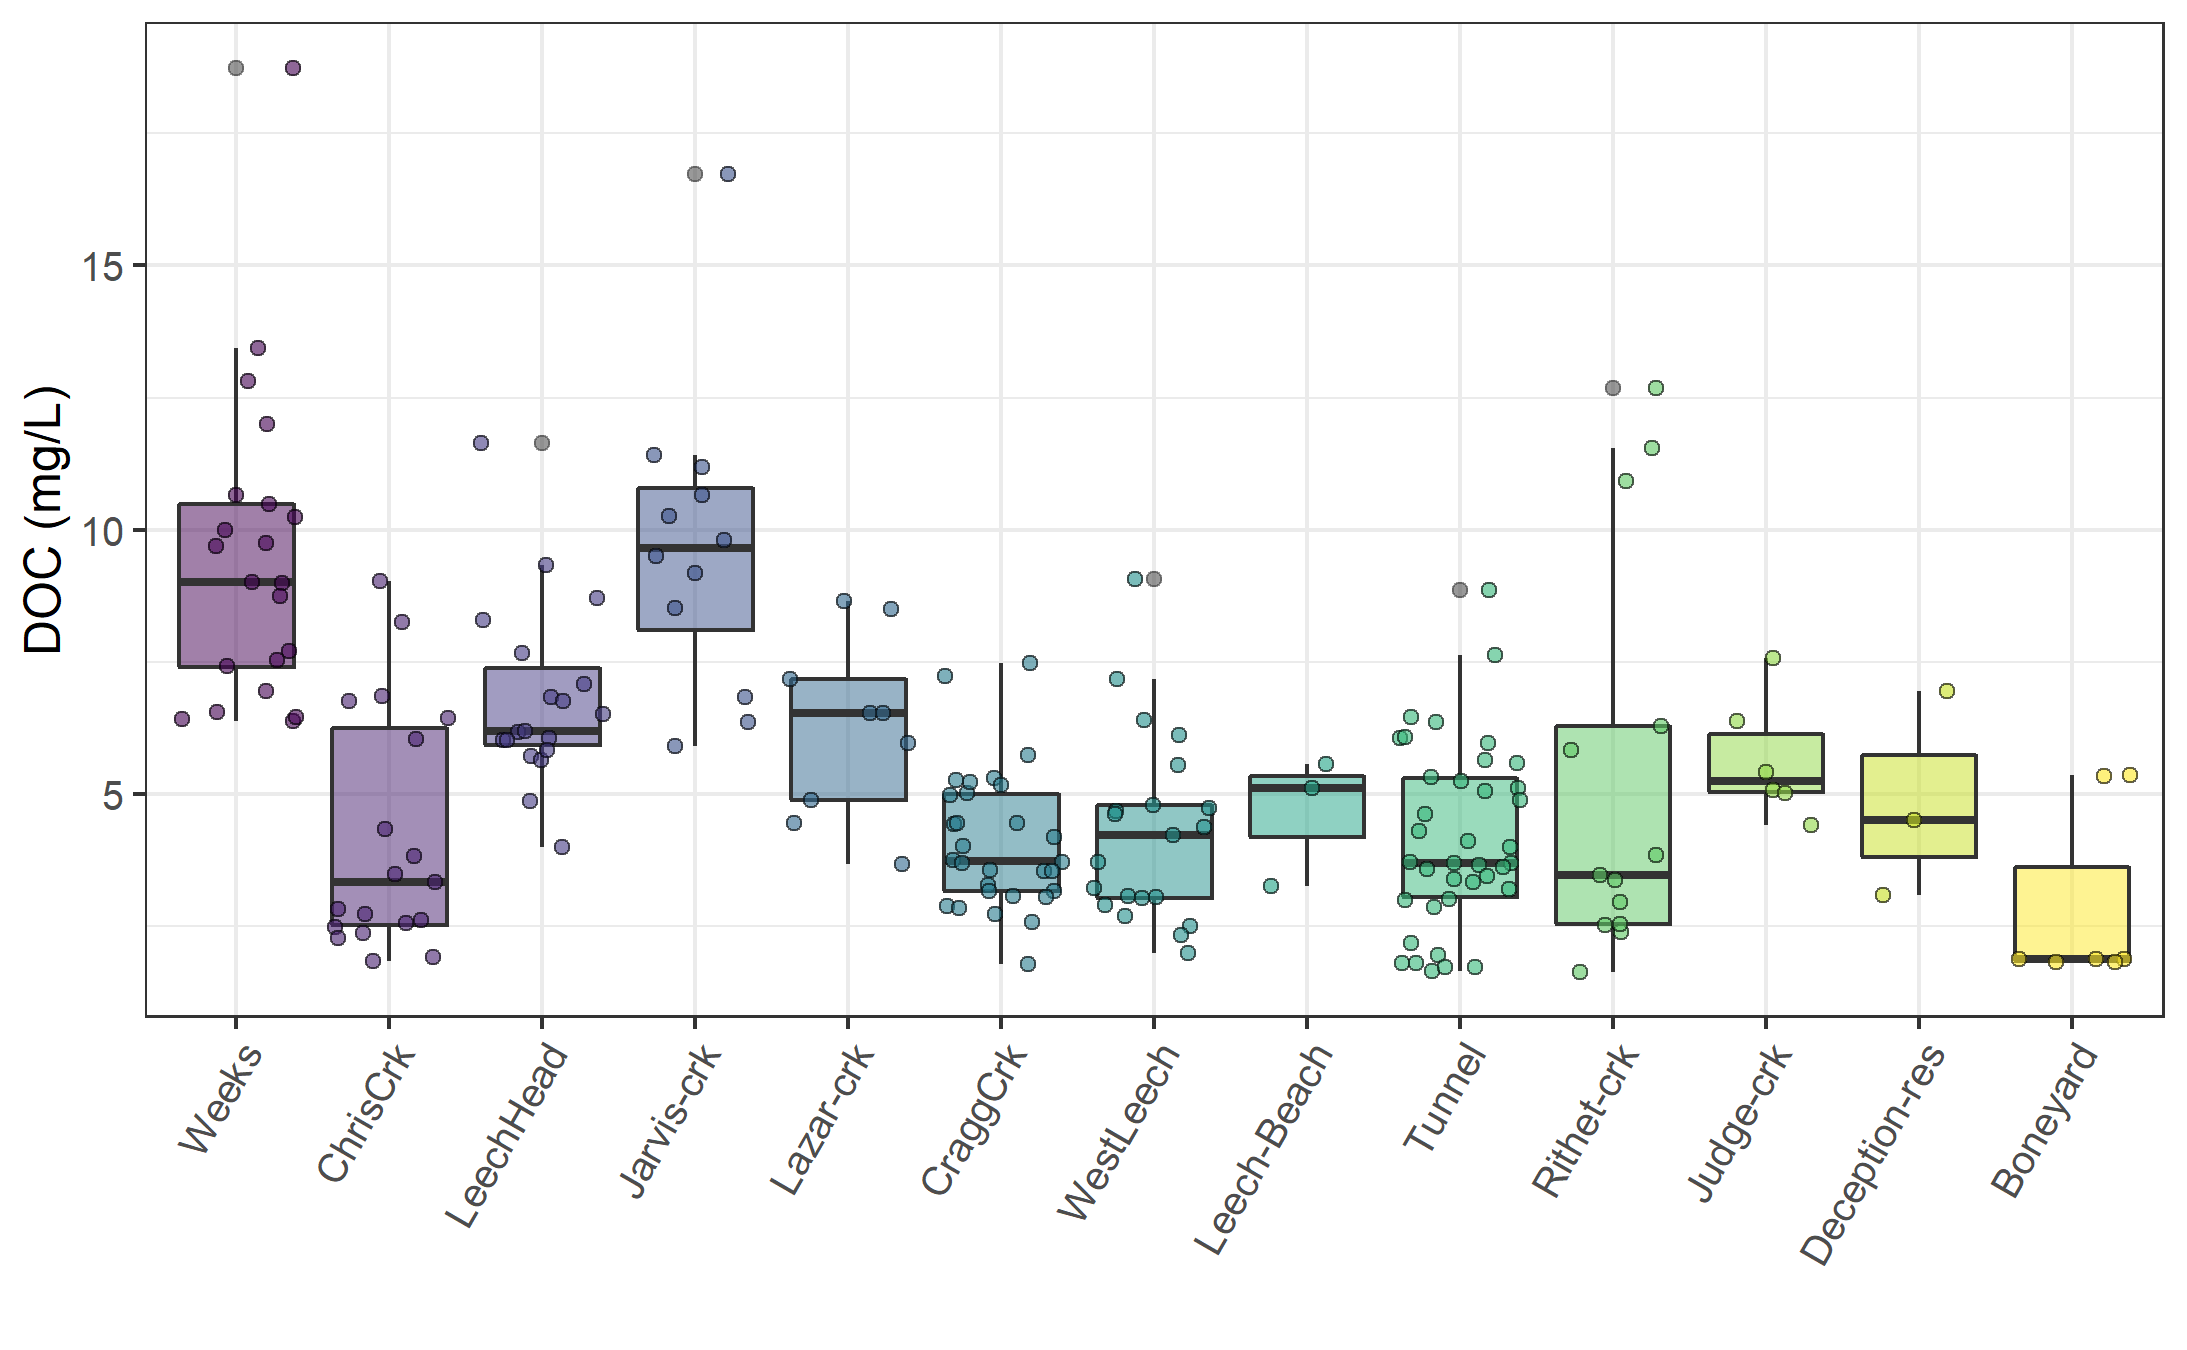 DOC (mg/L)
15
10
5
Weeks
ChrisCrk
LeechHead
Jarvis-crk
Lazar-crk
CraggCrk
WestLeech
Leech-Beach
Tunnel
Rithet-crk
Judge-crk
Deception-res
Boneyard